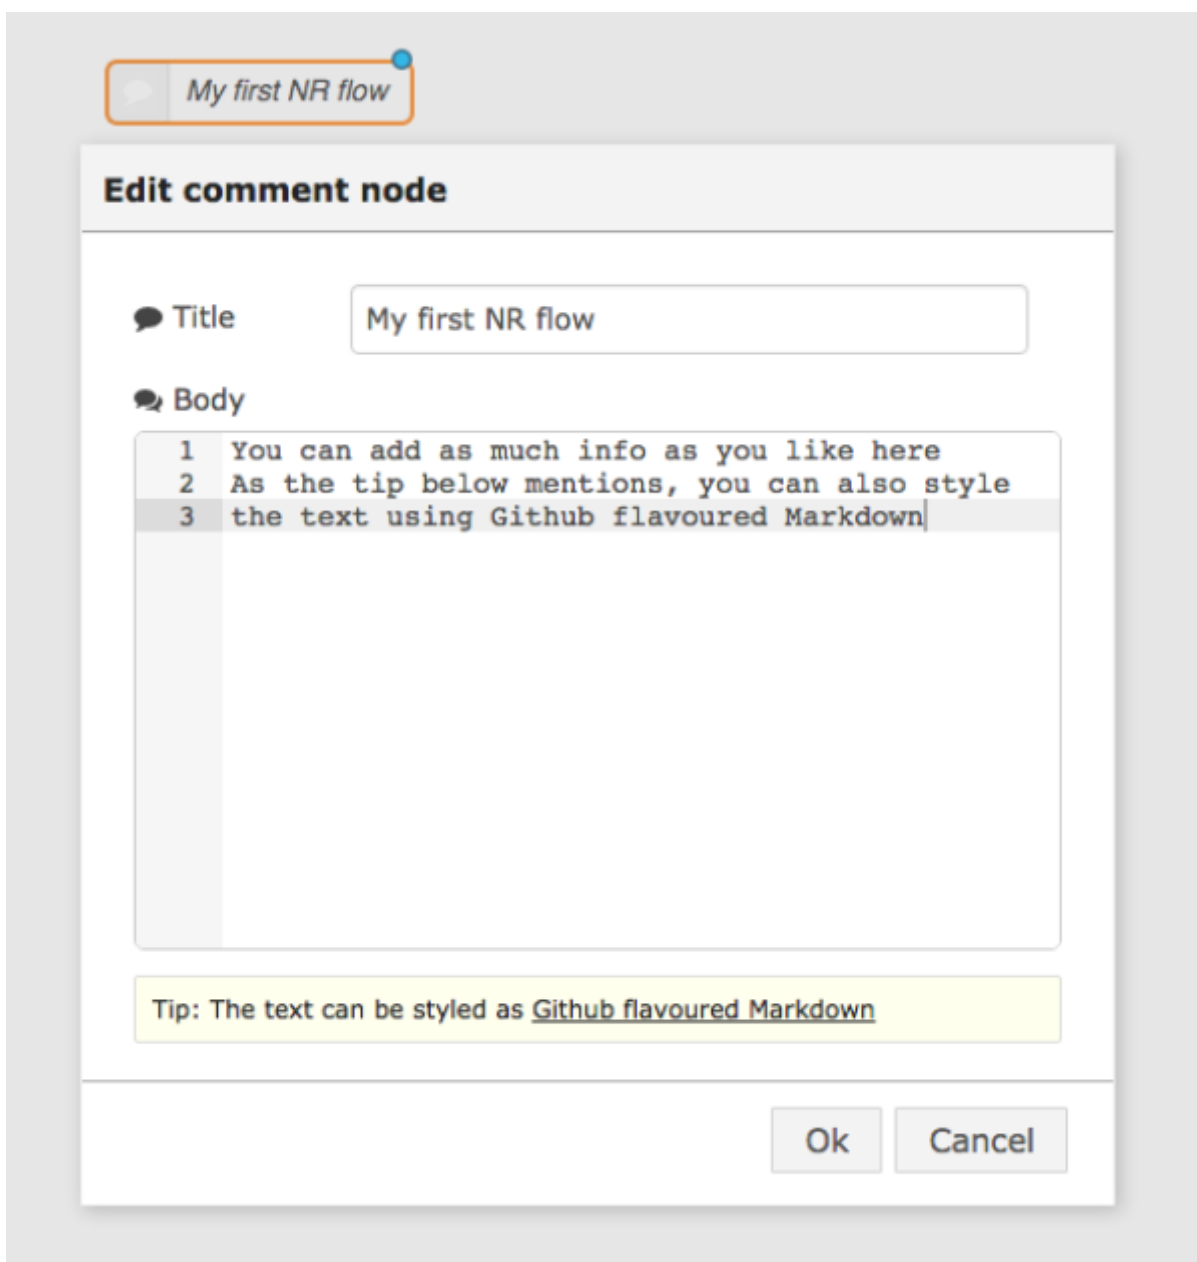 My first NR flow
Edit comment node
Title
My first NR flow
Body
1 You can add as much info as you like here
2 As the tip below mentions, you can also style
3 the text using Github flavoured Markdown
Tip: The text can be styled as Github flavoured Markdown
Ok
Cancel